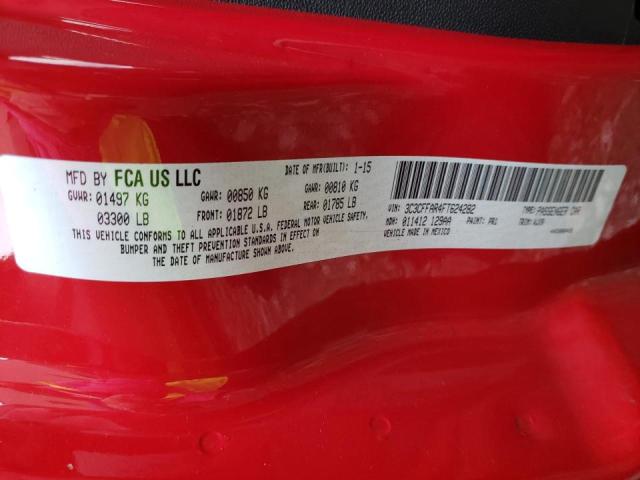 MFD BY FCA US LLC
DATE OF MFR(BUILT): 1-15
GVWR: 01497 KG
03300 LB
GAWR: 00850 KG
FRONT: 01872 LB
GAWR: 00810 KG
REAR: 01785 LB
THIS VEHICLE CONFORMS TO ALL APPLICABLE U.S.A. FEDERAL MOTOR VEHICLE SAFETY,
BUMPER AND THEFT PREVENTION STANDARDS IN EFFECT ON
THE DATE OF MANUFACTURE SHOWN ABOVE.
VIN: 3C3CFFAR4FT624282
TYPE: PASSENGER CAR
MDH: 011412 129AA
PAINT: PR1
TRIM:
VEHICLE MADE IN MEXICO